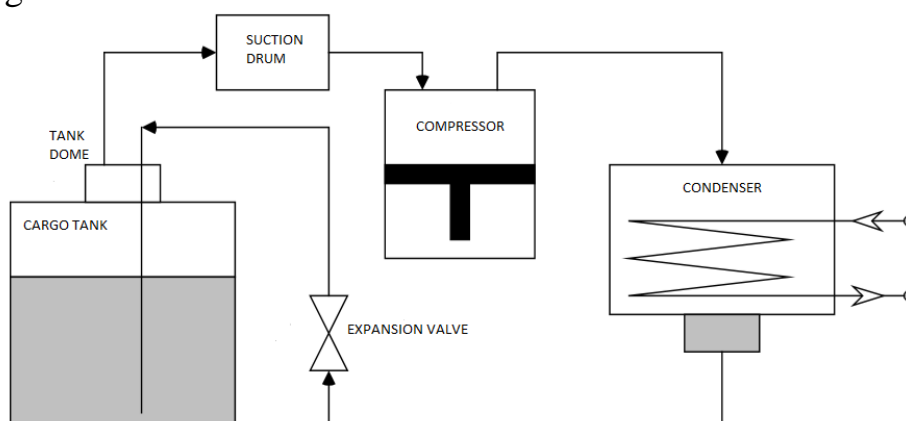 SUCTION
DRUM
COMPRESSOR
TANK
DOME
CONDENSER
CARGO TANK
EXPANSION VALVE